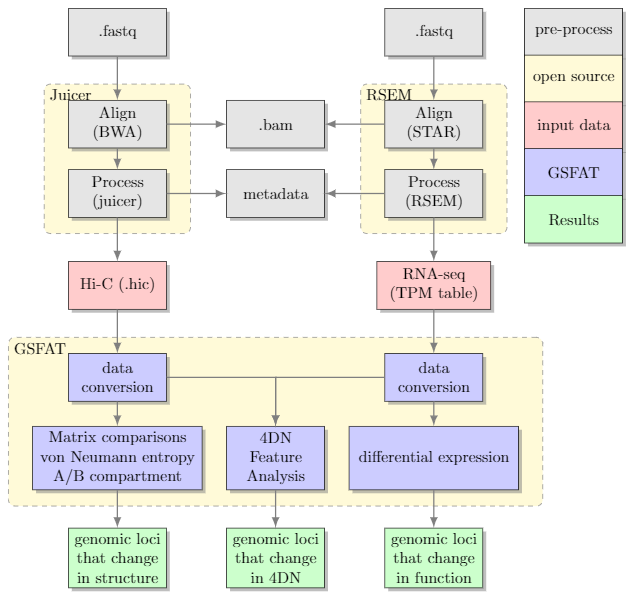 .fastq
.fastq
pre-process
open source
input data
GSFAT
Results
Juicer
RSEM
Align
(BWA)
.bam
Align
(STAR)
Process
(juicer)
metadata
Process
(RSEM)
Hi-C (.hic)
RNA-seq
(TPM table)
GSFAT
data
conversion
data
conversion
Matrix comparisons
von Neumann entropy
A/B compartment
4DN
Feature
Analysis
differential expression
genomic loci
that change
in structure
genomic loci
that change
in 4DN
genomic loci
that change
in function